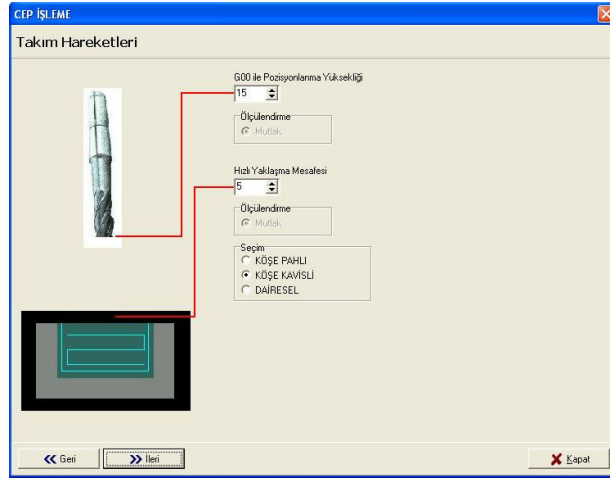 CEP İŞLEME
Takım Hareketleri
G00 ile Pozisyonlanma Yüksekliği
15
Ölçülendirme
Mutlak
Hızlı Yaklaşma Mesafesi
5
Ölçülendirme
Mutlak
Seçim
KÖŞE PAHLI
KÖŞE KAVİSLİ
DAİRESEL
Geri
İleri
Kapat